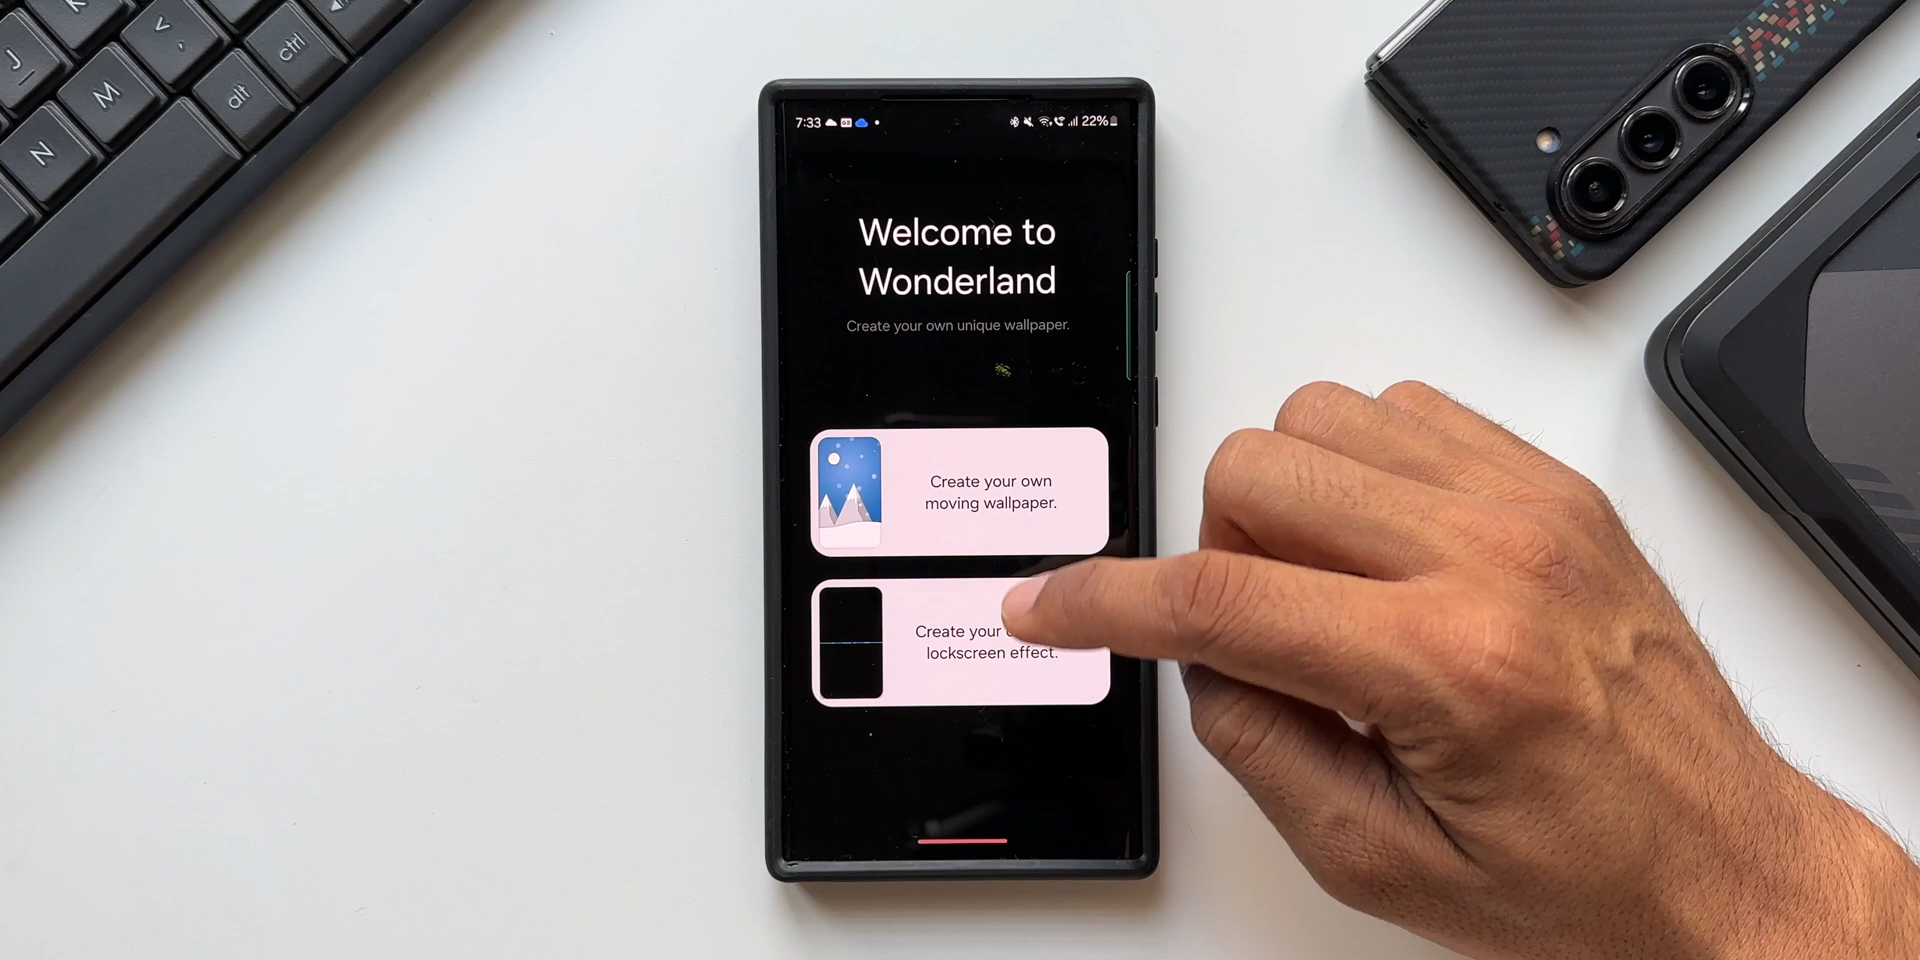 J
K
V
ctrl
M
alt
N
7:33
22%
Welcome to
Wonderland
Create your own unique wallpaper.
Create your own
moving wallpaper.
Create your
lockscreen effect.